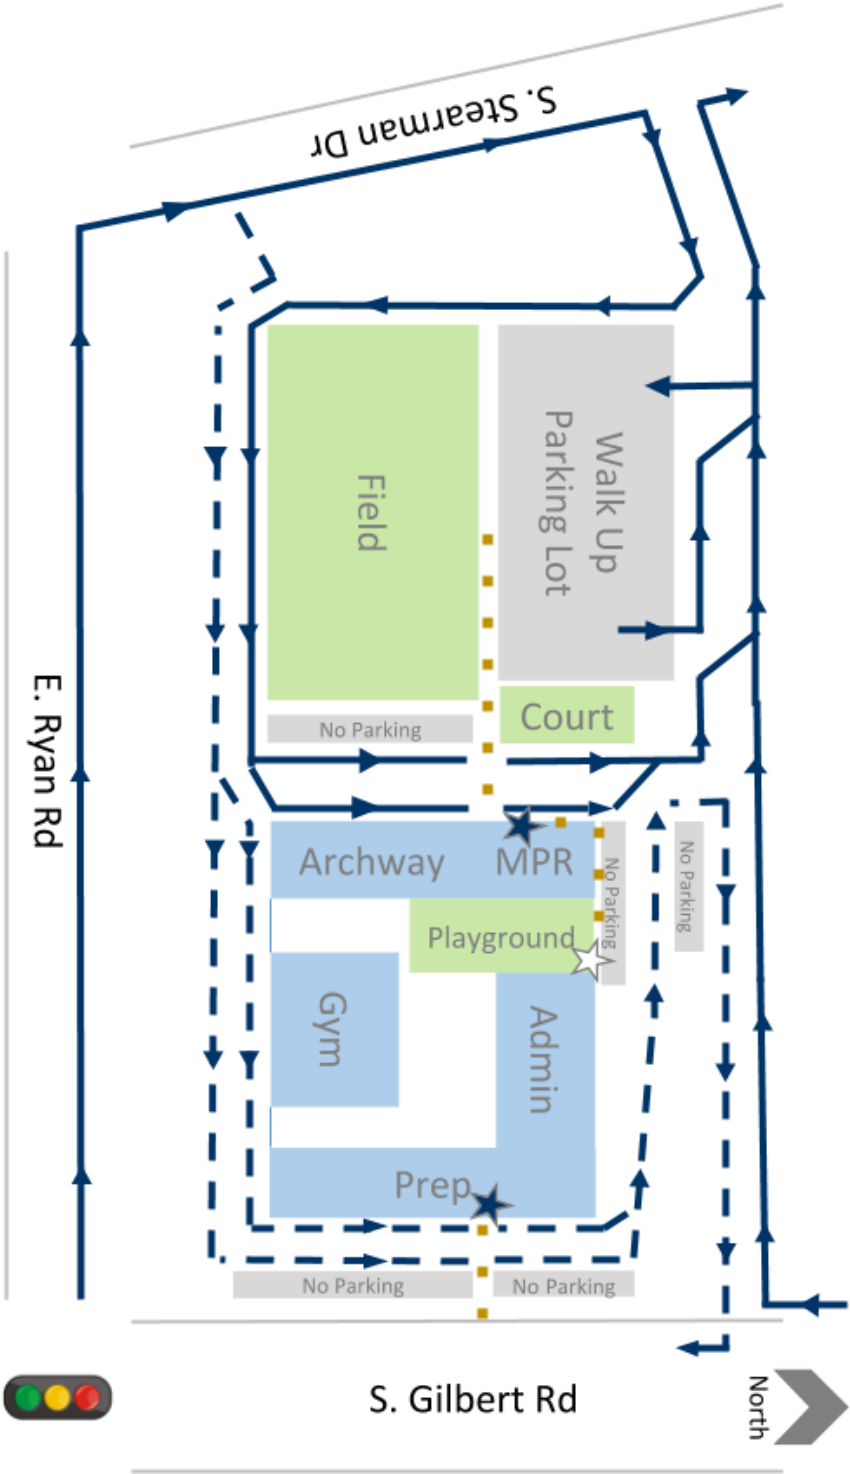 S. Stearman Dr
Walk Up
Parking Lot
Field
No Parking
Court
E. Ryan Rd
Archway
MPR
No Parking
No Parking
Playground
Gym
Admin
Prep
No Parking
No Parking
S. Gilbert Rd
North